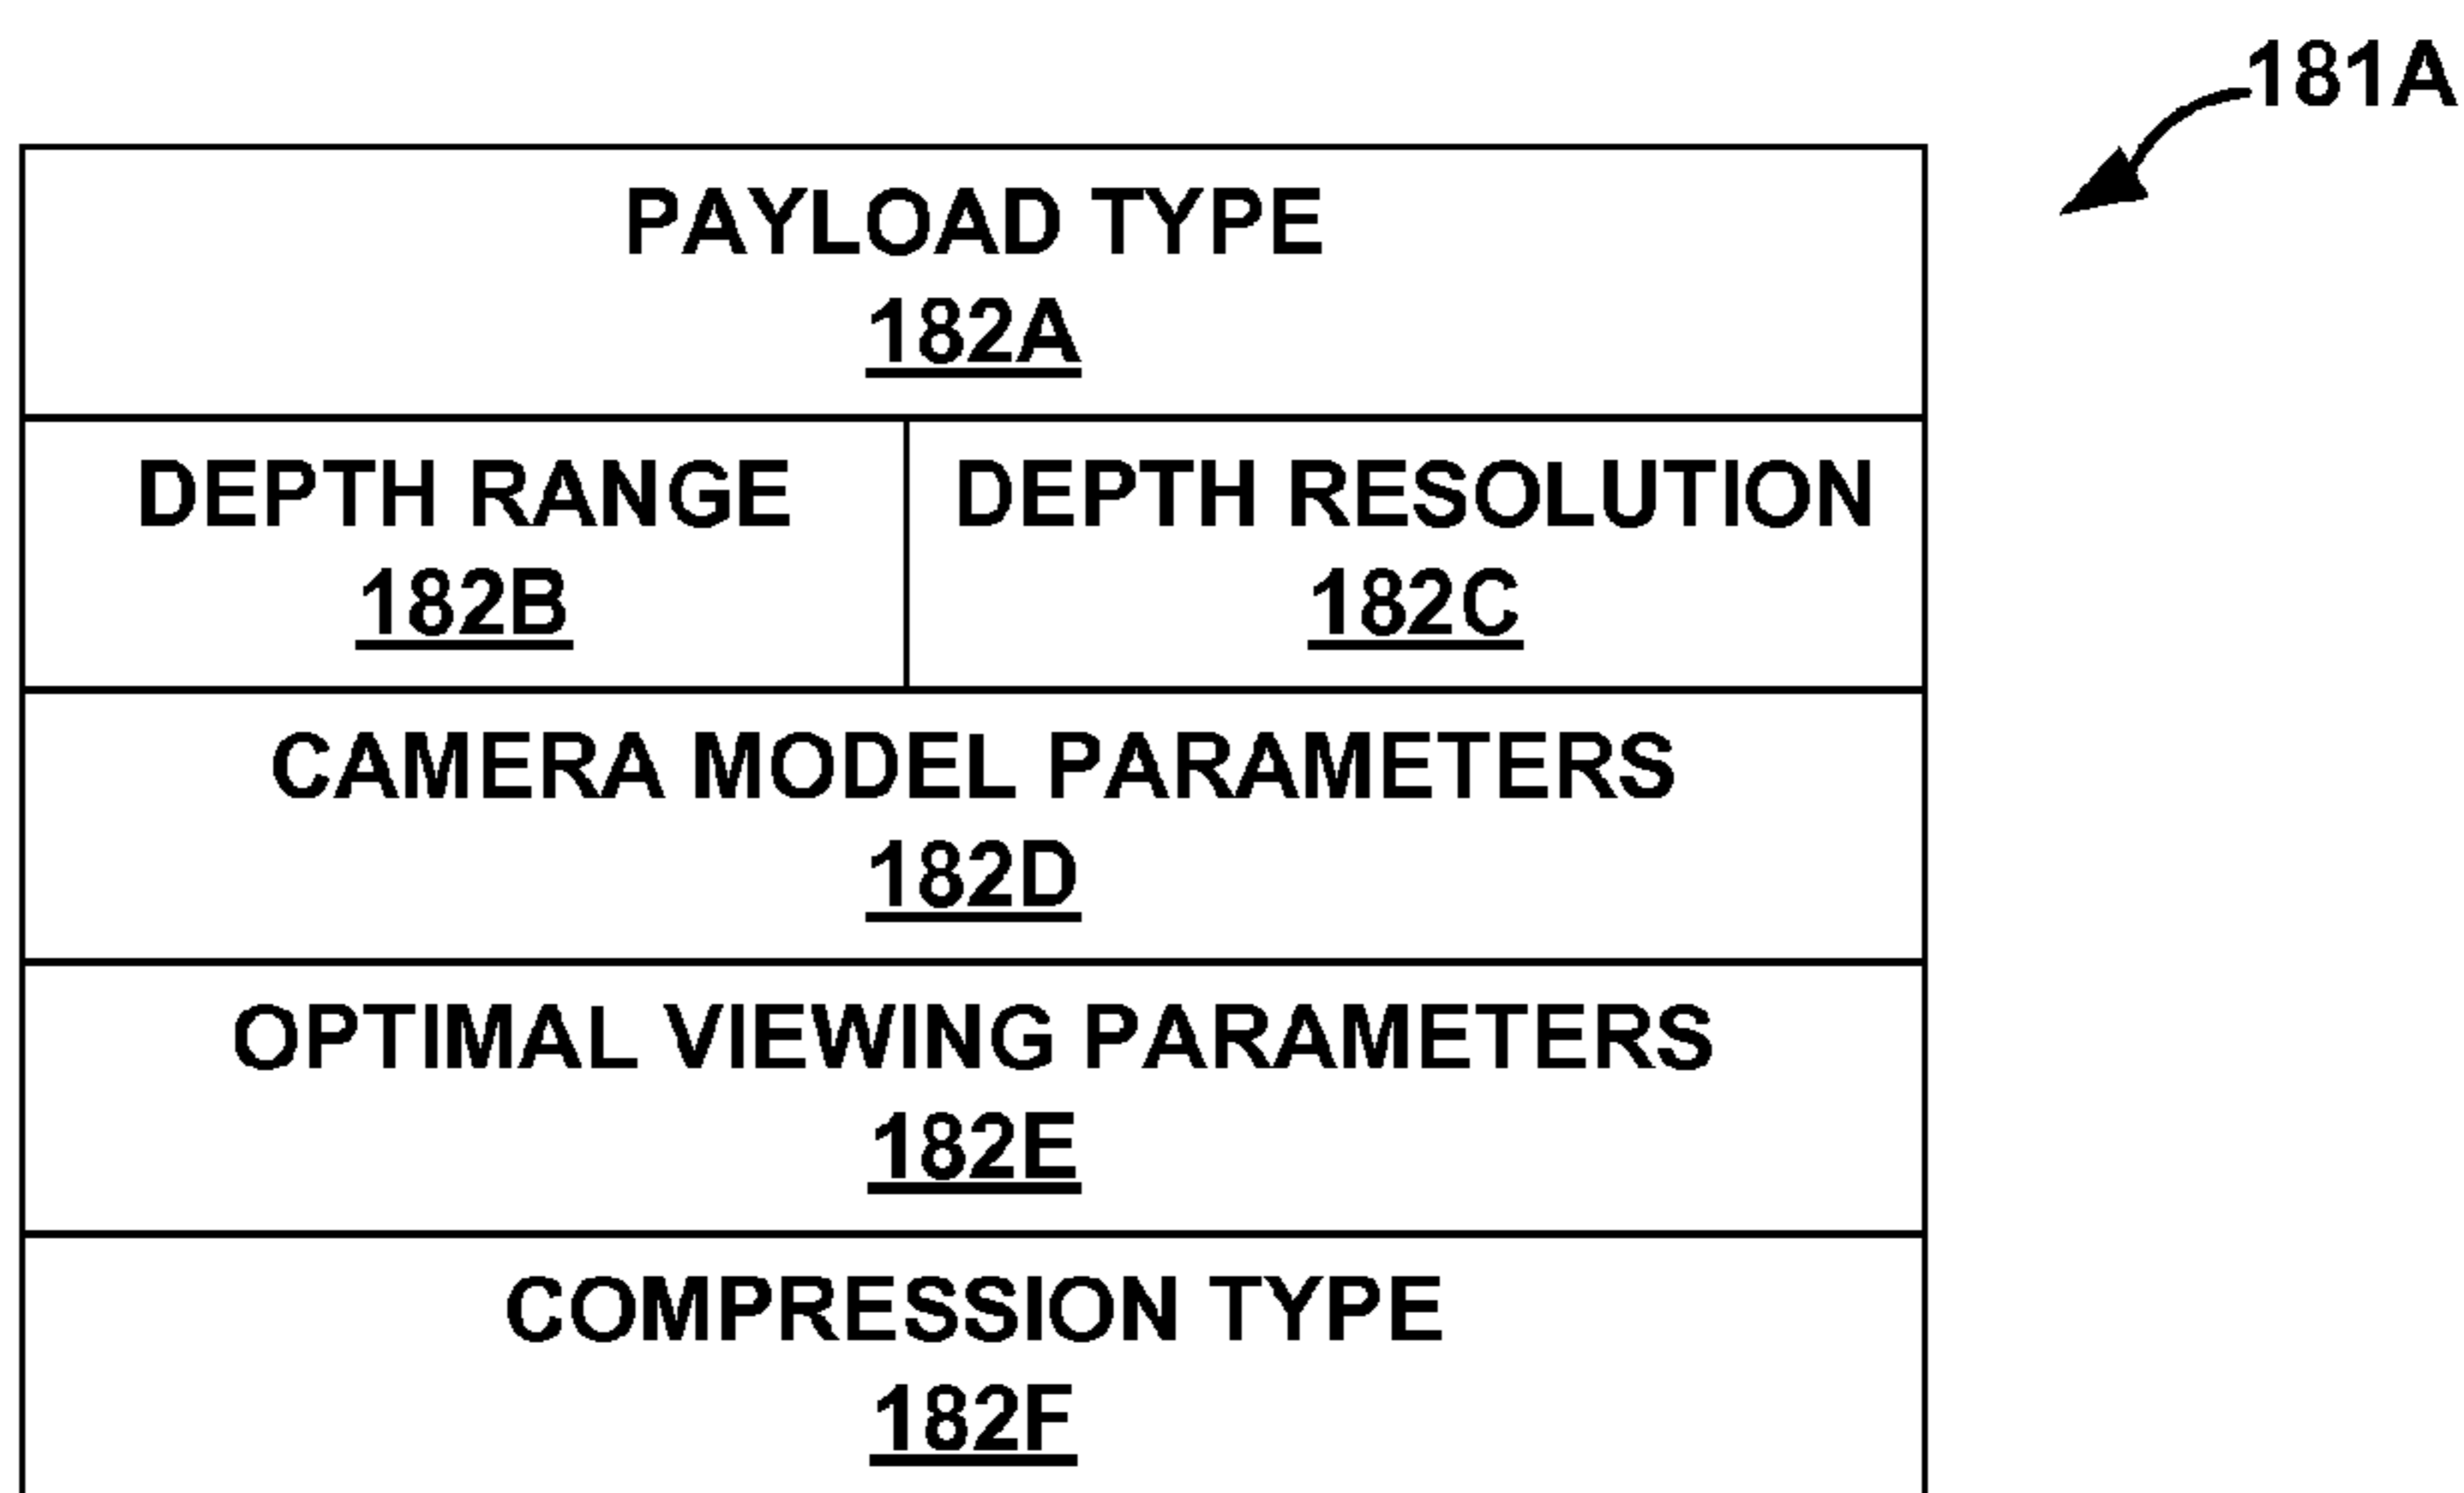 181A
PAYLOAD TYPE
182A
DEPTH RANGE
182B
DEPTH RESOLUTION
182C
CAMERA MODEL PARAMETERS
182D
OPTIMAL VIEWING PARAMETERS
182E
COMPRESSION TYPE
182F